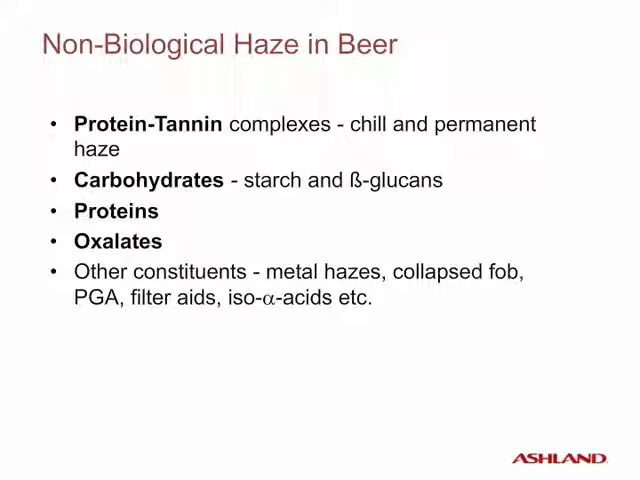 Non-Biological Haze in Beer
• Protein-Tannin complexes - chill and permanent
haze
• Carbohydrates - starch and ß-glucans
• Proteins
• Oxalates
• Other constituents - metal hazes, collapsed fob,
PGA, filter aids, iso-α-acids etc.
ASHLAND